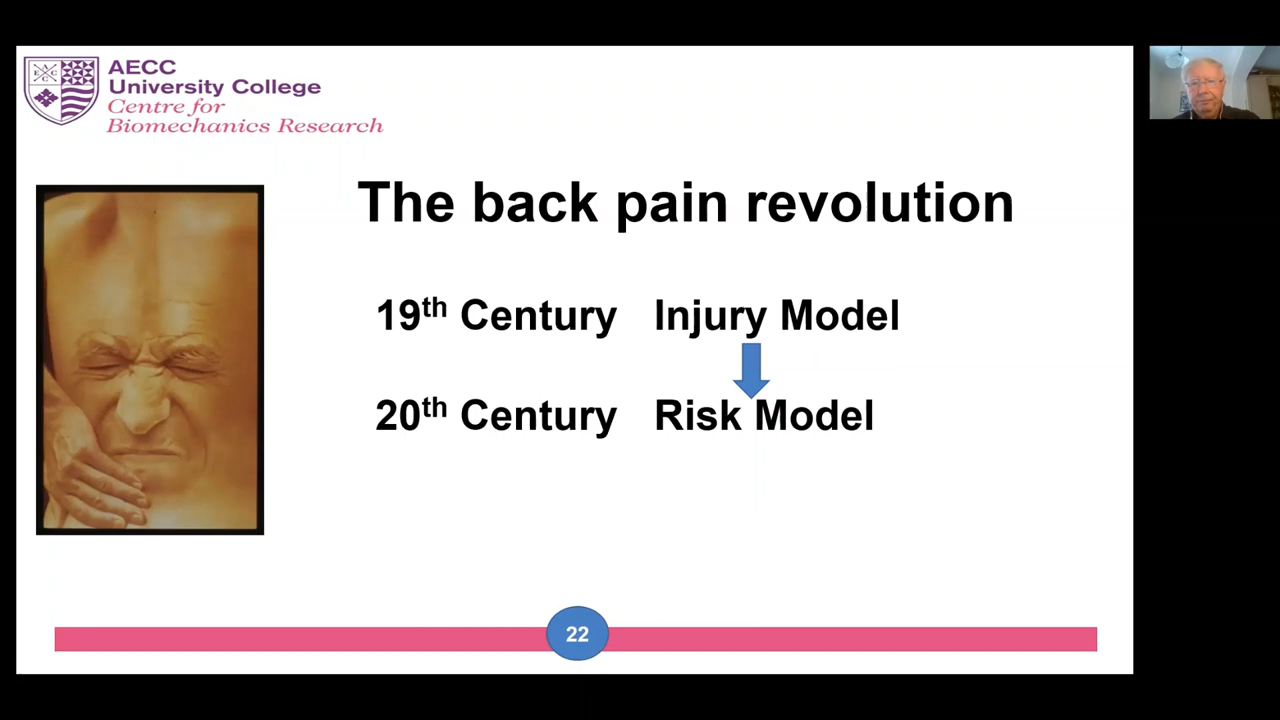 AECC
University College
Centre for
Biomechanics Research
The back pain revolution
19th Century Injury Model
20th Century Risk Model
22